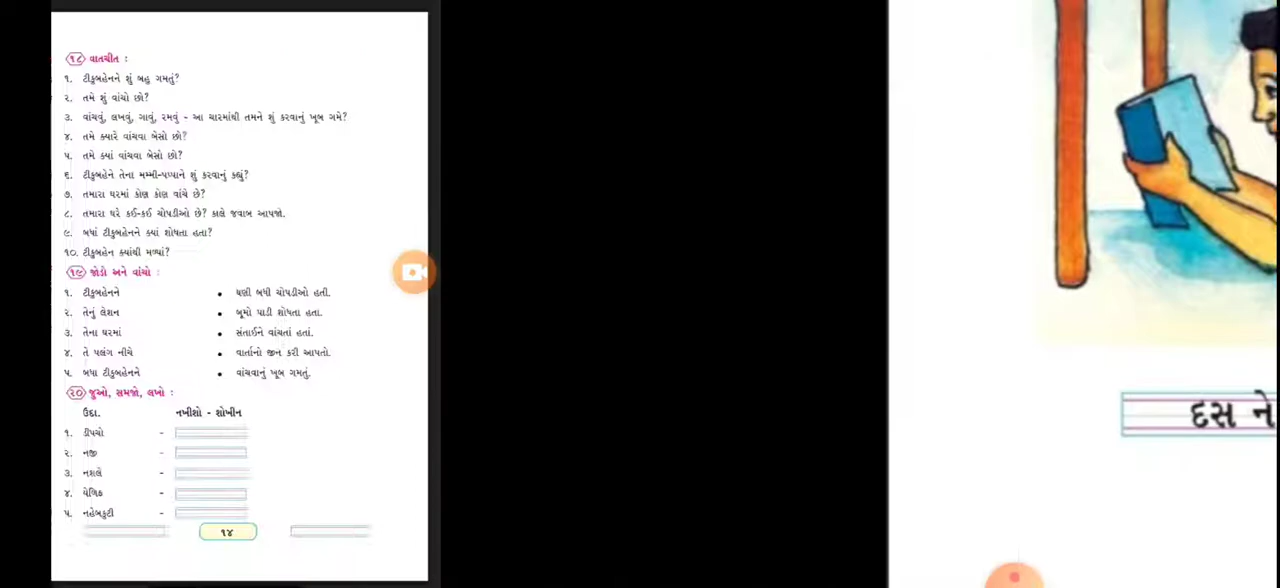 ૧૮ વાતચીત :
૧. ટીકુબહેનને શું બહુ ગમતું?
૨. તમે શું વાંચો છો?
૩. વાંચવું, લખવું, ગાવું, રમવું - આ ચારમાંથી તમને શું કરવાનું ખૂબ ગમે?
૪. તમે ક્યારે વાંચવા બેસો છો?
૫. તમે ક્યાં વાંચવા બેસો છો?
૬. ટીકુબહેને તેના મમ્મી-પપ્પાને શું કરવાનું કહ્યું?
૭. તમારા ઘરમાં કોણ કોણ વાંચે છે?
૮. તમારા ઘરે કઈ-કઈ ચોપડીઓ છે? કાલે જવાબ આપજો.
૯. બધાં ટીકુબહેનને ક્યાં શોધતા હતા?
૧૦. ટીકુબહેન ક્યાંથી મળ્યાં?
૧૯ જોડો અને વાંચો :
૧. ટીકુબહેનને • ઘણી બધી ચોપડીઓ હતી.
૨. તેનું લેશન • બૂમો પાડી શોધતા હતા.
૩. તેના ઘરમાં • સંતાઈને વાંચતાં હતાં.
૪. તે પલંગ નીચે • વાર્તાનો જીન કરી આપતો.
૫. બધા ટીકુબહેનને • વાંચવાનું ખૂબ ગમતું.
૨૦ જુઓ, સમજો, લખો :
ઉદા. નખીશો - શોખીન
૧. ડીપચો -
૨. નજી -
૩. નશલે -
૪. યેળિફ -
૫. નહેબકુટી -
૧૪
દસ ને